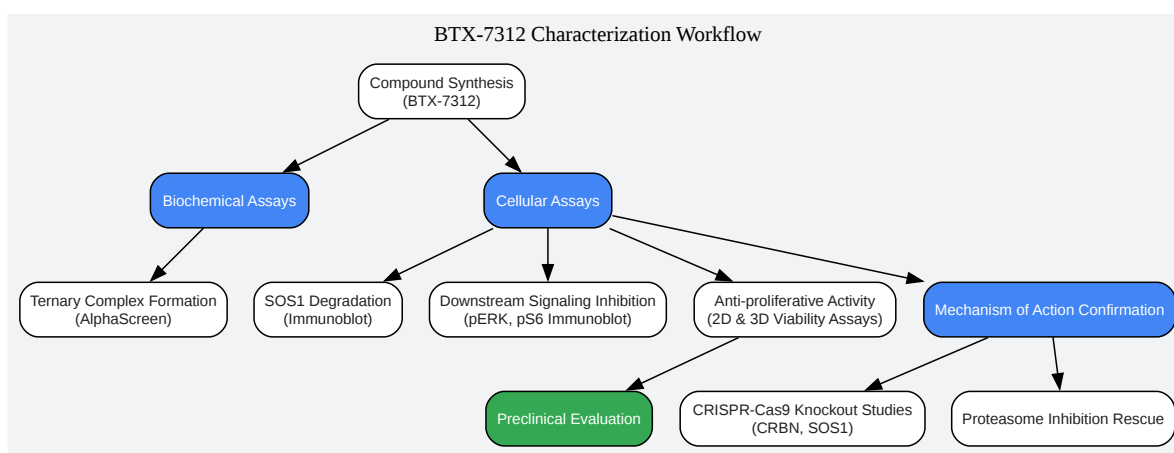 BTX-7312 Characterization Workflow
Compound Synthesis
(BTX-7312)
Biochemical Assays
Cellular Assays
Ternary Complex Formation
(AlphaScreen)
SOS1 Degradation
(Immunoblot)
Downstream Signaling Inhibition
(pERK, pS6 Immunoblot)
Anti-proliferative Activity
(2D & 3D Viability Assays)
Mechanism of Action Confirmation
Preclinical Evaluation
CRISPR-Cas9 Knockout Studies
(CRBN, SOS1)
Proteasome Inhibition Rescue